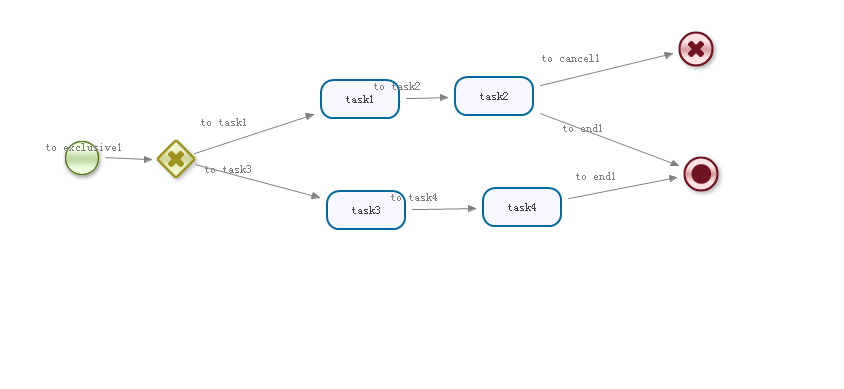 to cancel1
to task2
task1
task2
to task1
to end1
to exclusive1
to task3
to end1
to task4
task3
task4